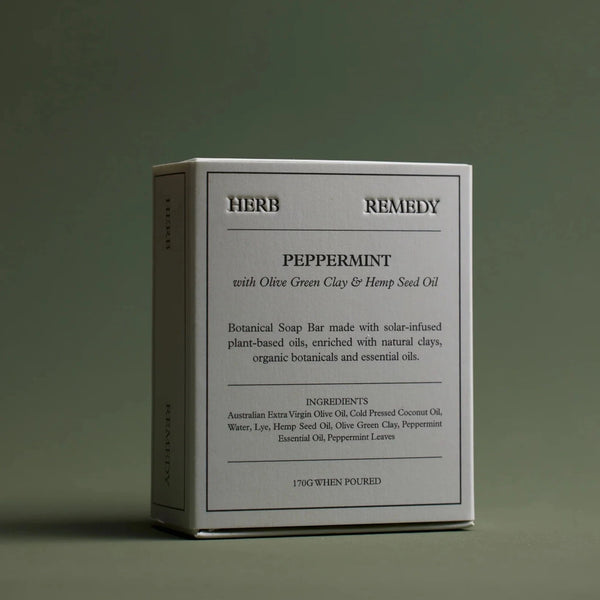 HERB REMEDY
PEPPERMINT
with Olive Green Clay & Hemp Seed Oil
Botanical Soap Bar made with solar-infused
plant-based oils, enriched with natural clays,
organic botanicals and essential oils.
INGREDIENTS
Australian Extra Virgin Olive Oil, Cold Pressed Coconut Oil,
Water, Lye, Hemp Seed Oil, Olive Green Clay, Peppermint
Essential Oil, Peppermint Leaves
170G WHEN POURED
HERB
REMEDY